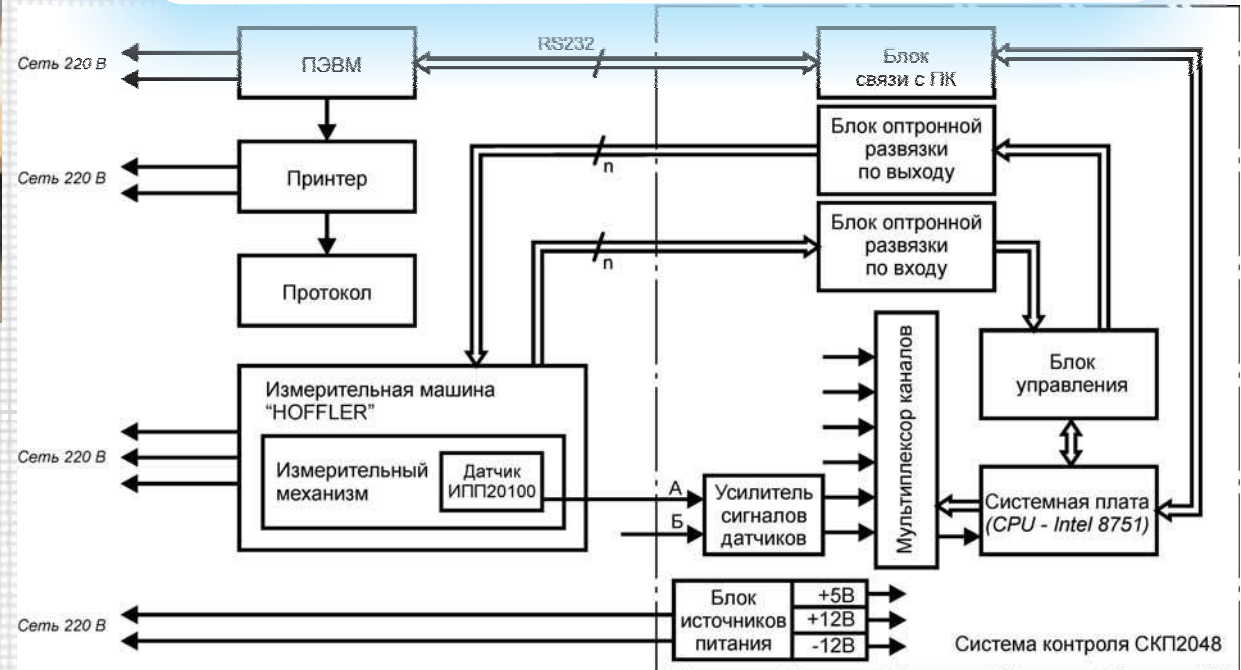 Сеть 220 В
ПЭВМ
RS232
Блок
связи с ПК
Сеть 220 В
Принтер
n
Блок оптронной
развязки
по выходу
Протокол
n
Блок оптронной
развязки
по входу
Измерительная машина
“HOFFLER”
Измерительный
механизм
Датчик
ИПП20100
Сеть 220 В
А
Б
Усилитель
сигналов
датчиков
Мультиплексор каналов
Блок
управления
Системная плата
(CPU - Intel 8751)
Сеть 220 В
Блок
источников
питания
+5В
+12В
-12В
Система контроля СКП2048